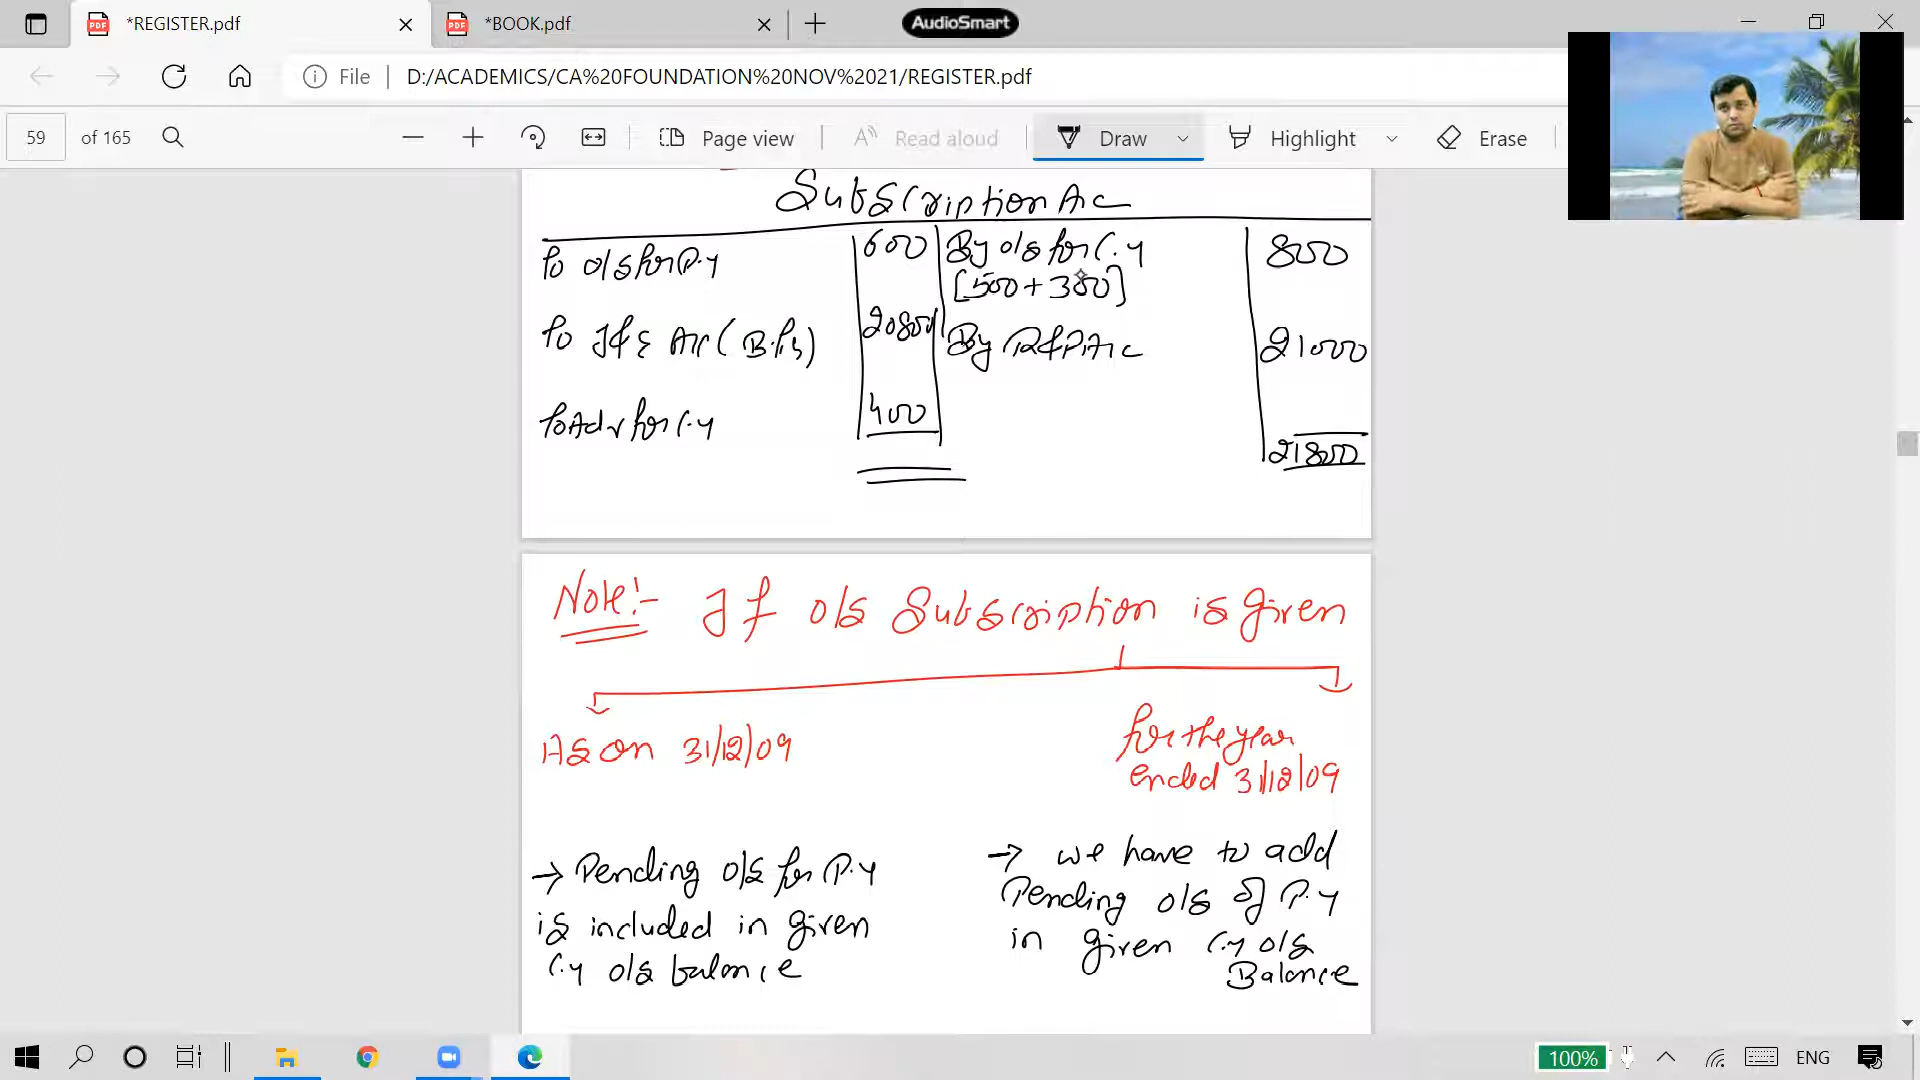 *REGISTER.pdf
*BOOK.pdf
AudioSmart
File
D:/ACADEMICS/CA%20FOUNDATION%20NOV%2021/REGISTER.pdf
59 of 165
Page view
Read aloud
Draw
Highlight
Erase
Subscription A/c
To o/s for P.Y 600 By o/s for C.Y 800
[500 + 300]
To I&E A/c (B.fig) 20800 By R&P A/c 21000
To Adv for C.Y 400
21800
Note:- If o/s Subscription is given
As on 31/12/09
for the year
ended 31/12/09
→ Pending o/s for P.Y
is included in given
C.Y o/s balance
→ we have to add
Pending o/s of P.Y
in given C.Y o/s
Balance
100%
ENG